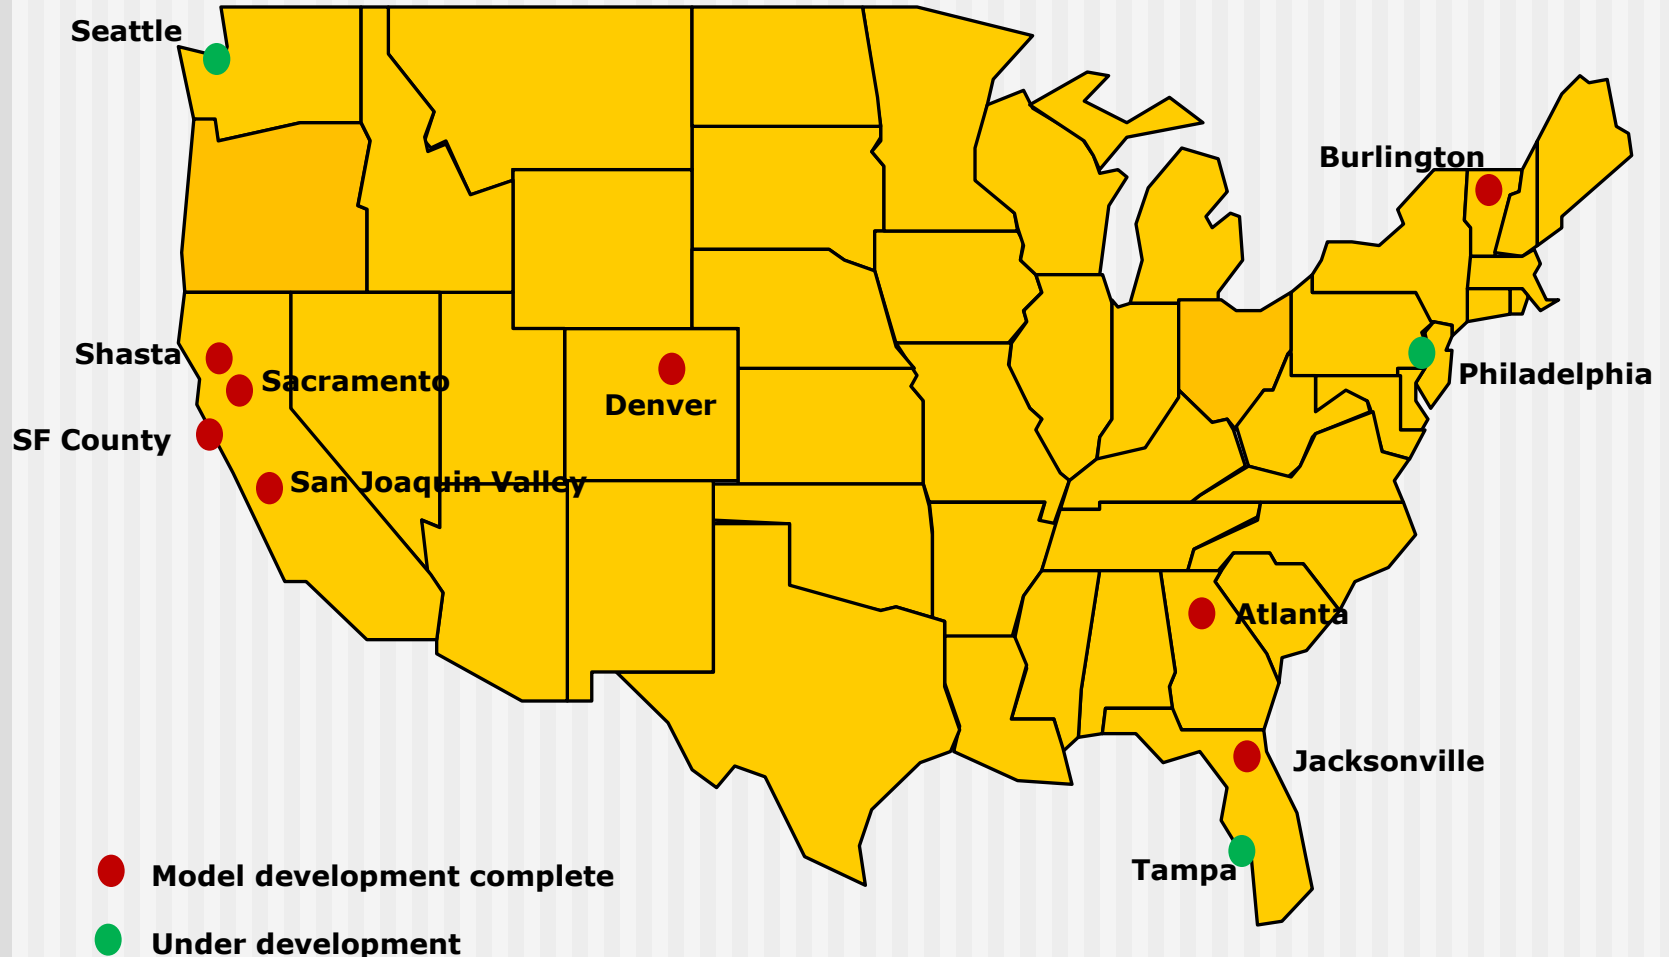 Seattle
Burlington
Shasta
Sacramento
Philadelphia
Denver
SF County
San Joaquin Valley
Atlanta
Jacksonville
Tampa
Model development complete
Under development